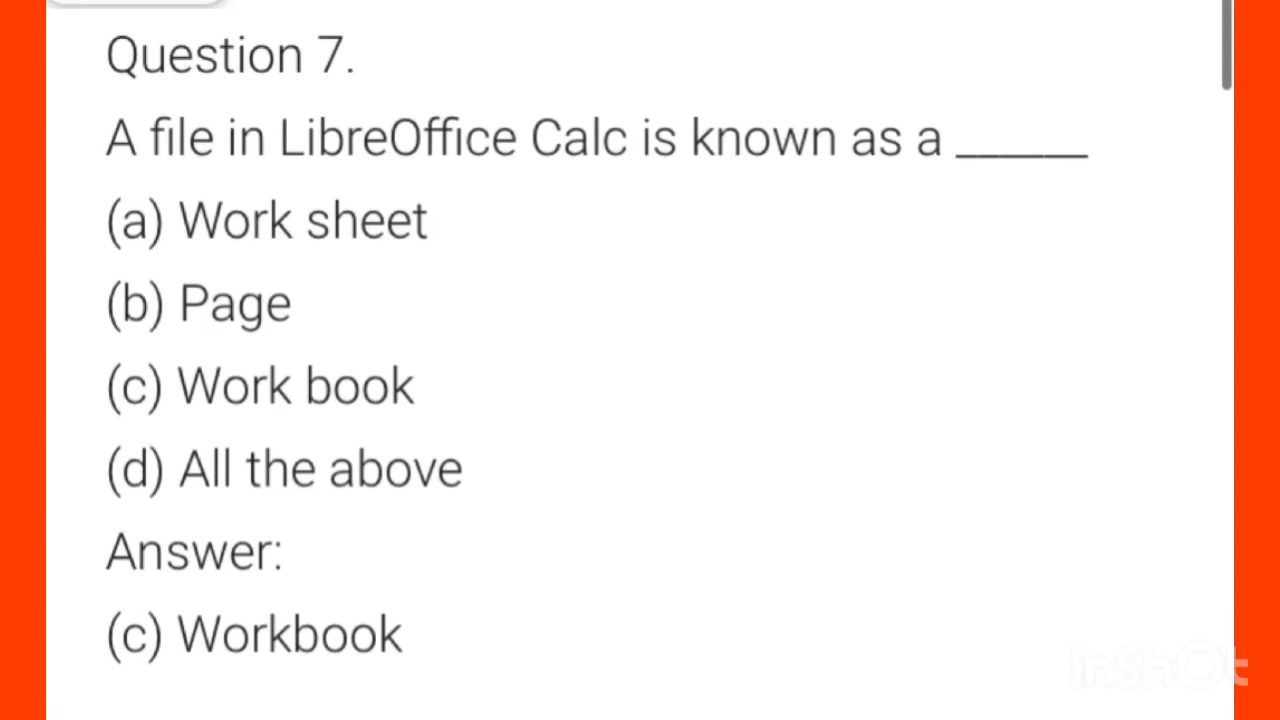 Question 7.
A file in LibreOffice Calc is known as a ______
(a) Work sheet
(b) Page
(c) Work book
(d) All the above
Answer:
(c) Workbook
InShOt